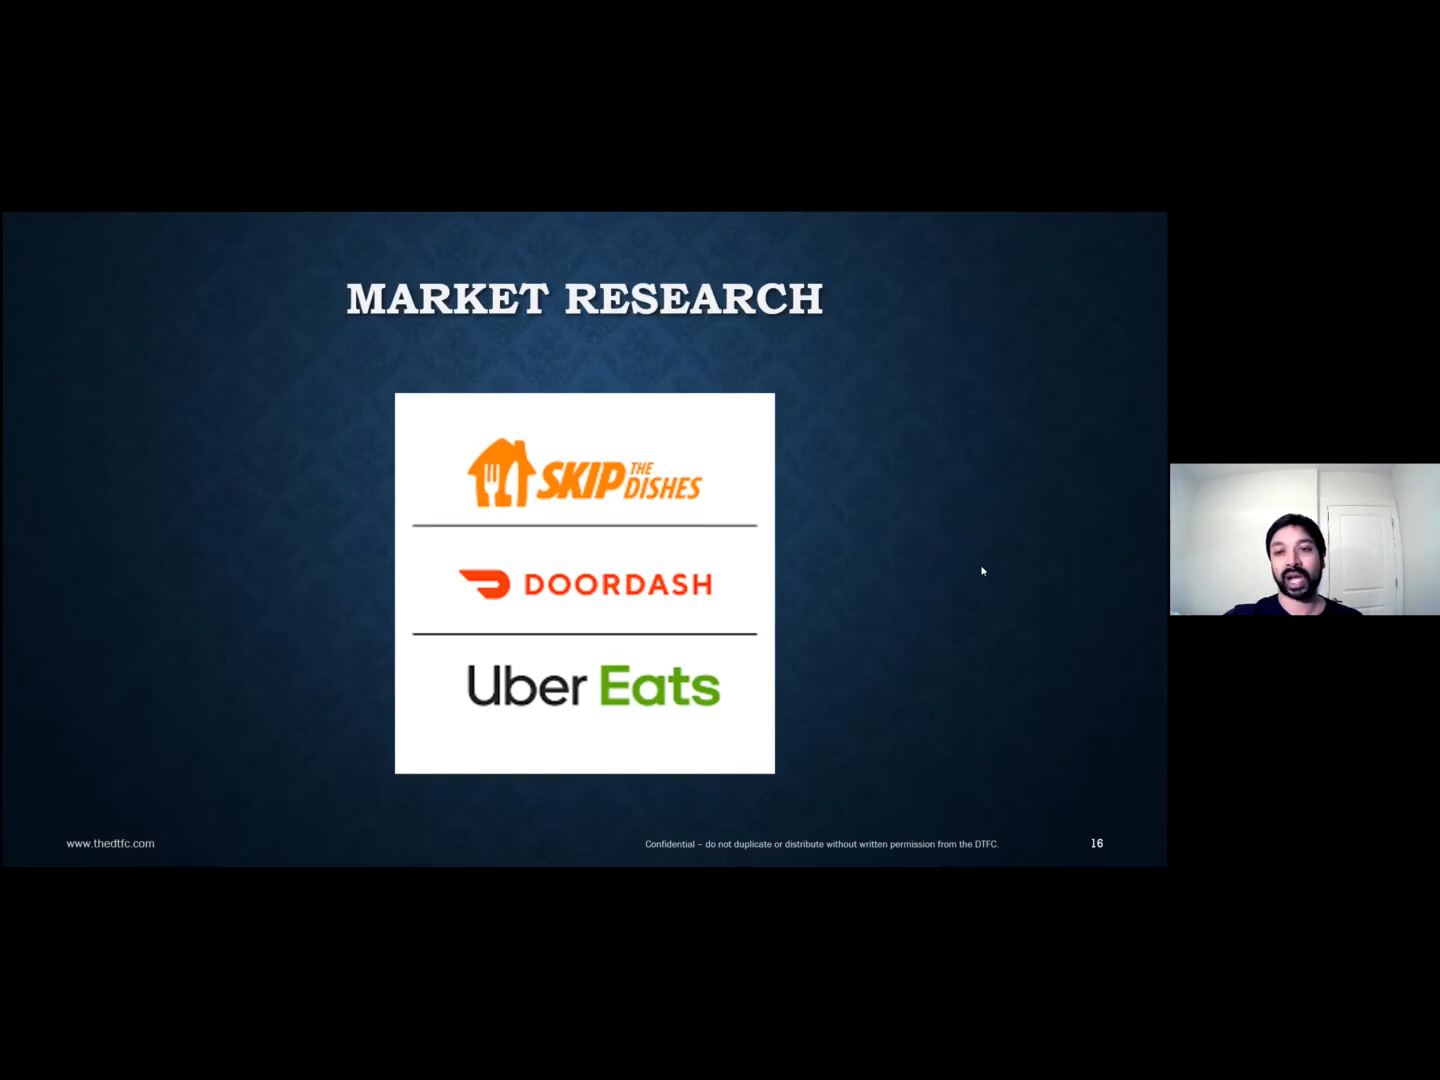 MARKET RESEARCH
SKIP THE DISHES
DOORDASH
Uber Eats
www.thedtfc.com
Confidential – do not duplicate or distribute without written permission from the DTFC.
16